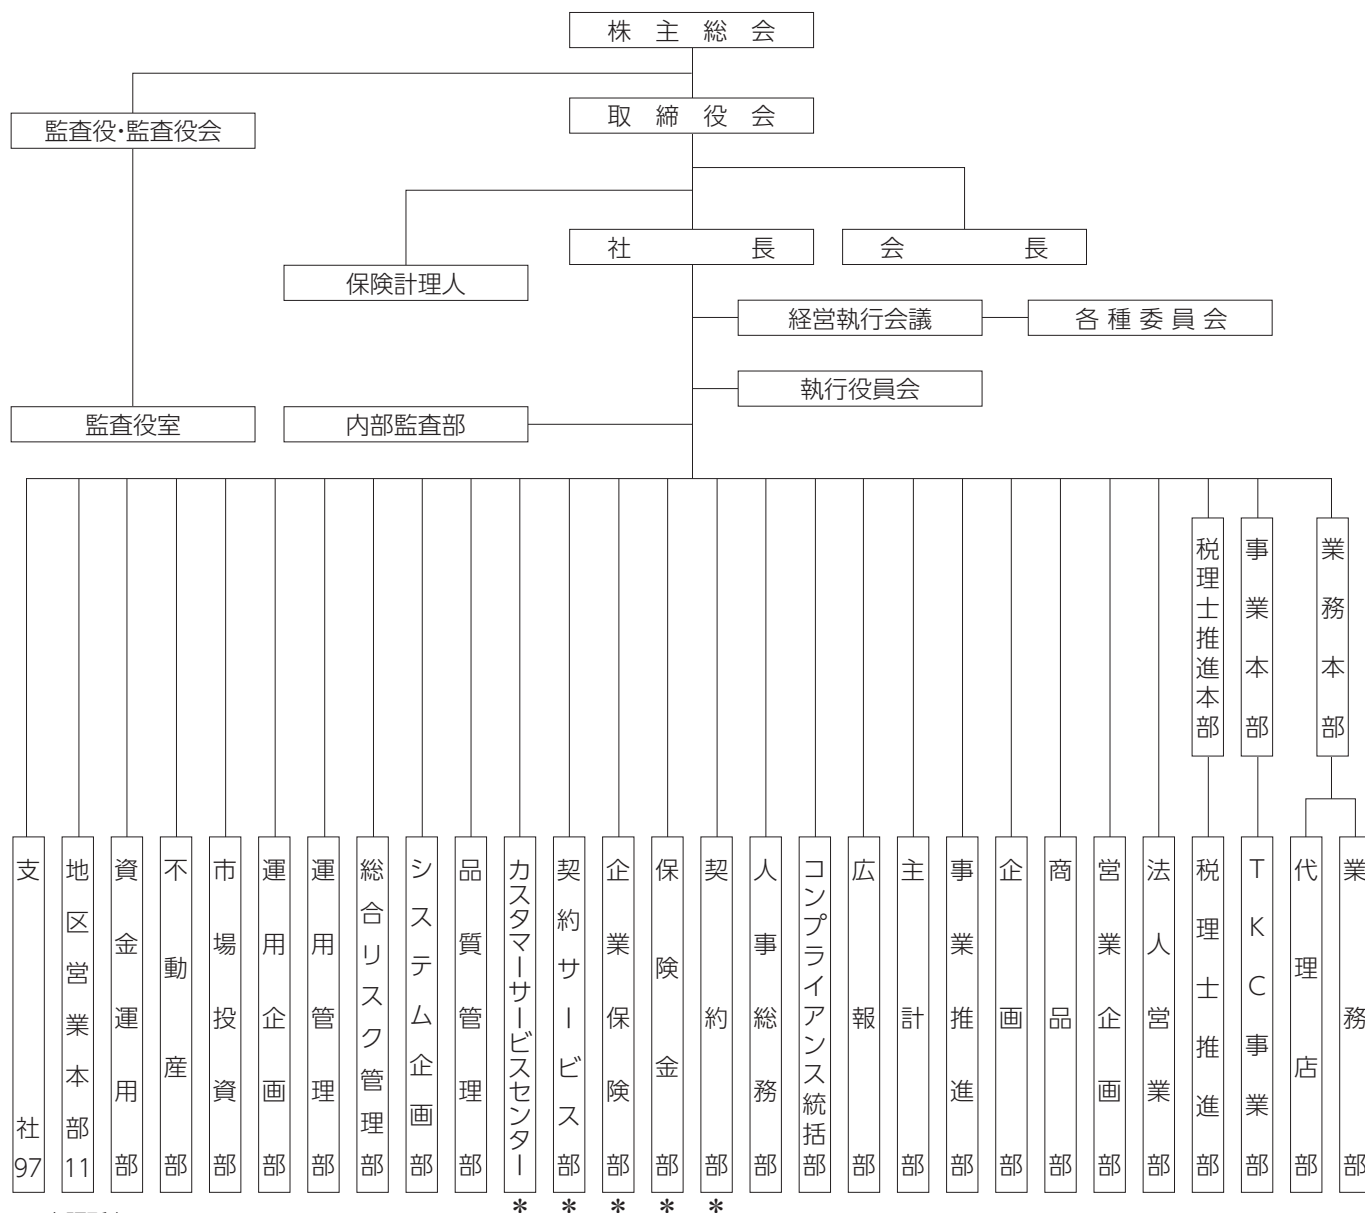 株主総会
取締役会
監査役・監査役会
社長
会長
保険計理人
経営執行会議
各種委員会
執行役員会
監査役室
内部監査部
税理士推進本部
事業本部
業務本部
支社97
地区営業本部11
資金運用部
不動産部
市場投資部
運用企画部
運用管理部
総合リスク管理部
システム企画部
品質管理部
カスタマーサービスセンター
契約サービス部
企業保険部
保険金部
契約部
人事総務部
コンプライアンス統括部
広報部
主計部
事業推進部
企画部
商品部
営業企画部
法人営業部
税理士推進部
TKC事業部
代理店部
業務部
* * * * *